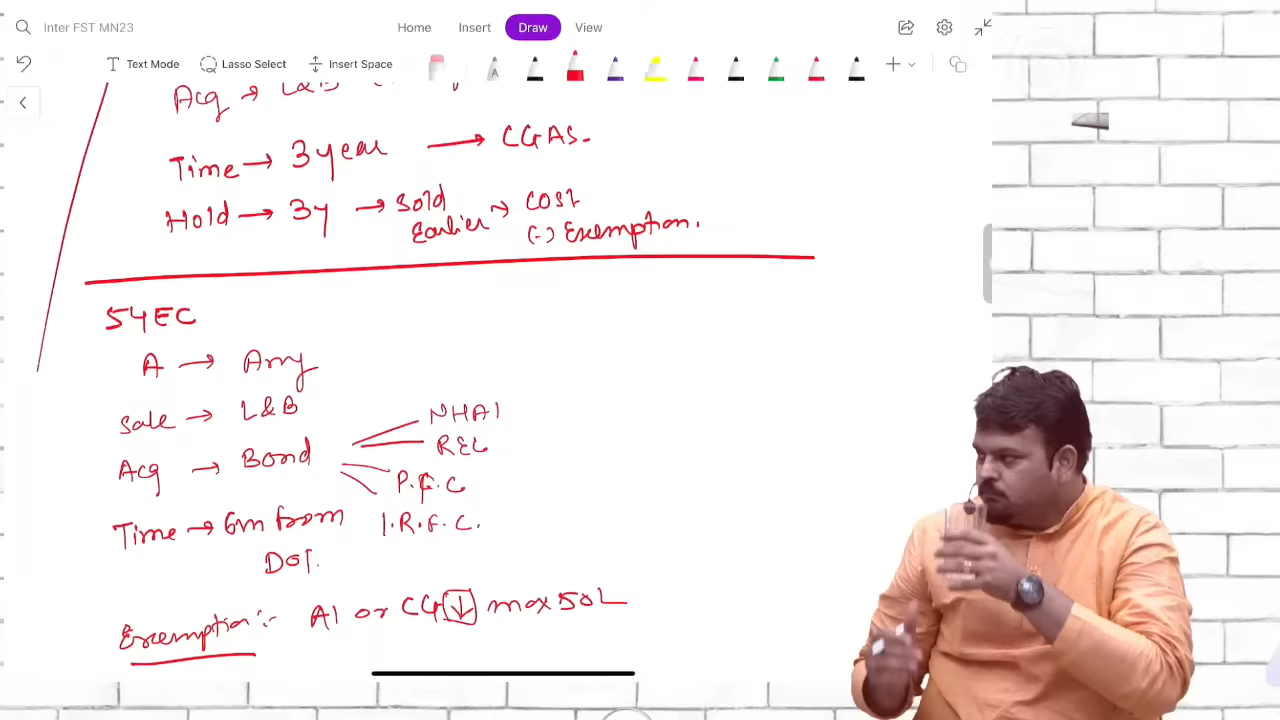 inter FST MN23
Home Insert Draw View
Text Mode Lasso Select Insert Space
Acq → L&B
Time → 3 year → CGAS.
Hold → 3y → Sold Earlier → Cost (-) Exemption.
54EC
A → Any
Sale → L&B
Acq → Bond
NHAI
REC
P.F.C
I.R.F.C.
Time → 6m from
DOT.
Exemption :- AI or CG ↓ max 50L